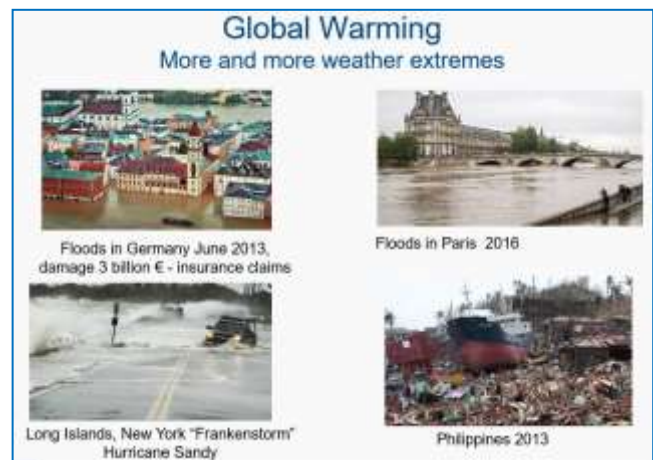 Global Warming
More and more weather extremes
Floods in Germany June 2013,
damage 3 billion € - insurance claims
Floods in Paris 2016
Long Islands, New York “Frankenstorm”
Hurricane Sandy
Philippines 2013